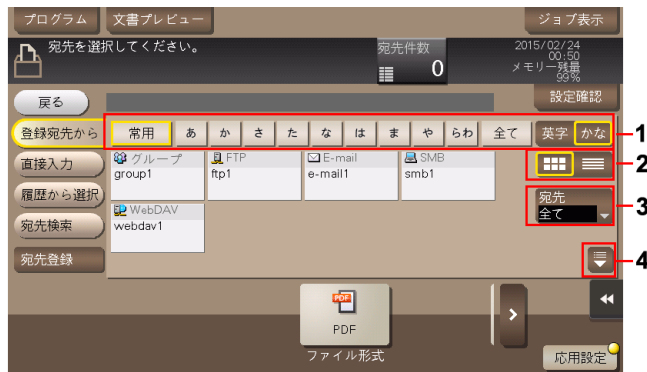 プログラム
文書プレビュー
ジョブ表示
宛先を選択してください。
宛先件数
0
2015/02/24
00:50
メモリー残量
99%
戻る
設定確認
登録宛先から
常用 あ か さ た な は ま や らわ 全て 英字 かな
1
直接入力
グループ
group1
FTP
ftp1
E-mail
e-mail1
SMB
smb1
2
履歴から選択
宛先
全て
3
WebDAV
webdav1
宛先検索
宛先登録
4
PDF
PDF
ファイル形式
応用設定